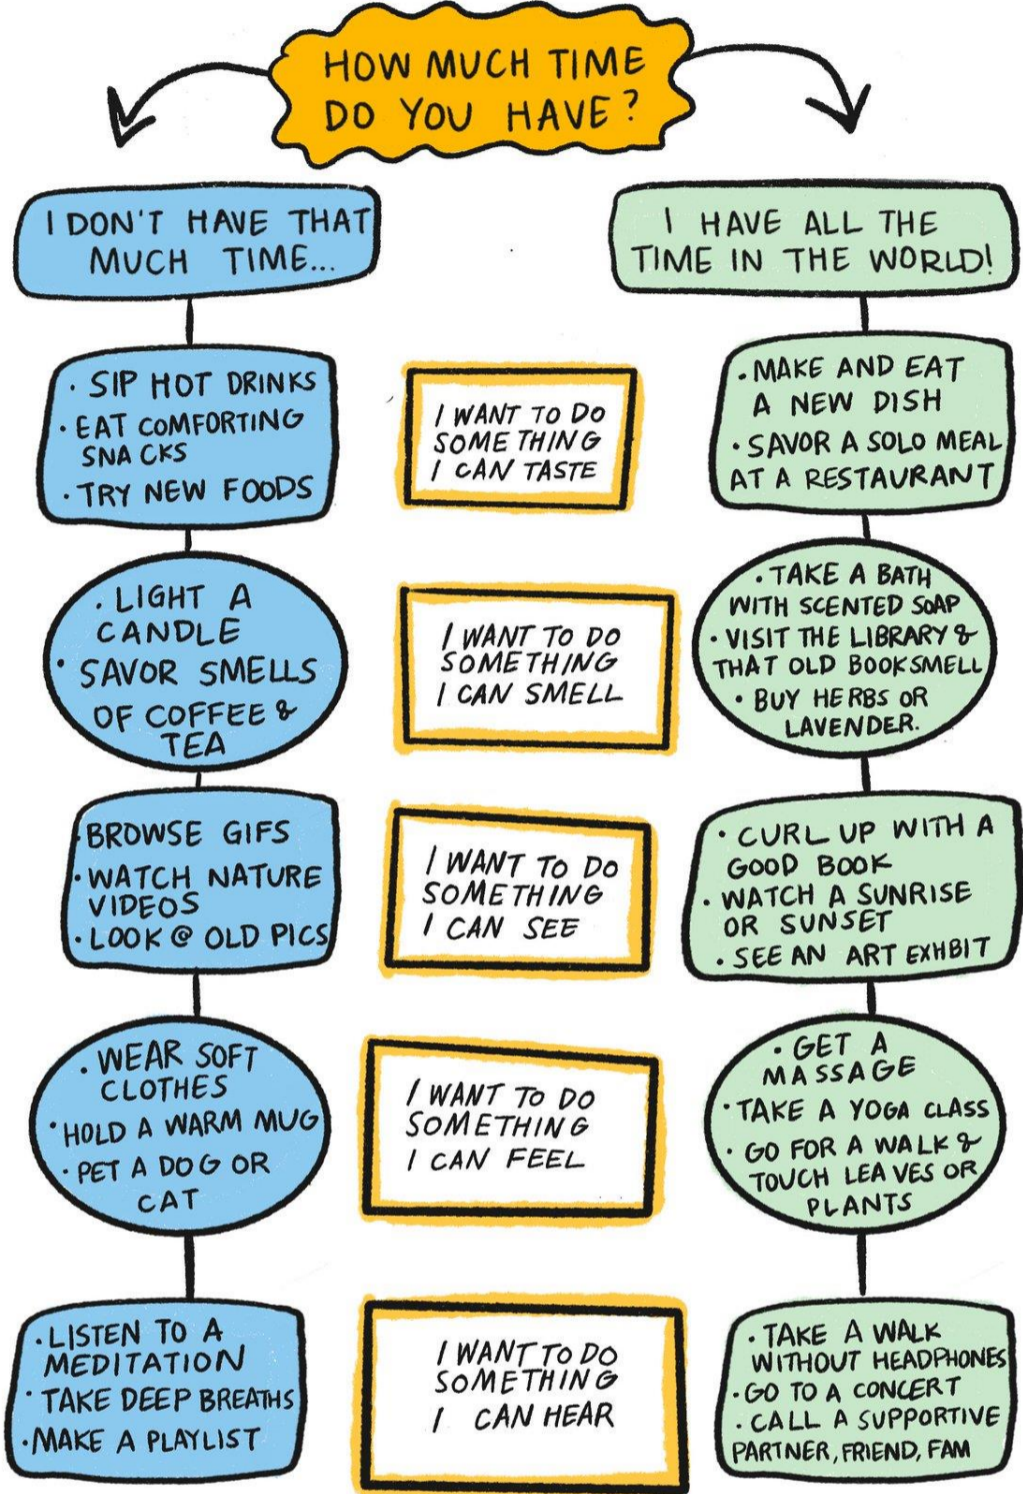 HOW MUCH TIME
DO YOU HAVE?
I DON'T HAVE THAT
MUCH TIME...
I HAVE ALL THE
TIME IN THE WORLD!
· SIP HOT DRINKS
· EAT COMFORTING
SNACKS
· TRY NEW FOODS
I WANT TO DO
SOMETHING
I CAN TASTE
· MAKE AND EAT
A NEW DISH
· SAVOR A SOLO MEAL
AT A RESTAURANT
· LIGHT A
CANDLE
· SAVOR SMELLS
OF COFFEE &
TEA
I WANT TO DO
SOMETHING
I CAN SMELL
· TAKE A BATH
WITH SCENTED SOAP
· VISIT THE LIBRARY &
THAT OLD BOOK SMELL
· BUY HERBS OR
LAVENDER.
· BROWSE GIFS
· WATCH NATURE
VIDEOS
· LOOK @ OLD PICS
I WANT TO DO
SOMETHING
I CAN SEE
· CURL UP WITH A
GOOD BOOK
· WATCH A SUNRISE
OR SUNSET
· SEE AN ART EXHBIT
· WEAR SOFT
CLOTHES
· HOLD A WARM MUG
· PET A DOG OR
CAT
I WANT TO DO
SOMETHING
I CAN FEEL
· GET A
MASSAGE
· TAKE A YOGA CLASS
· GO FOR A WALK &
TOUCH LEAVES OR
PLANTS
· LISTEN TO A
MEDITATION
· TAKE DEEP BREATHS
· MAKE A PLAYLIST
I WANT TO DO
SOMETHING
I CAN HEAR
· TAKE A WALK
WITHOUT HEADPHONES
· GO TO A CONCERT
· CALL A SUPPORTIVE
PARTNER, FRIEND, FAM